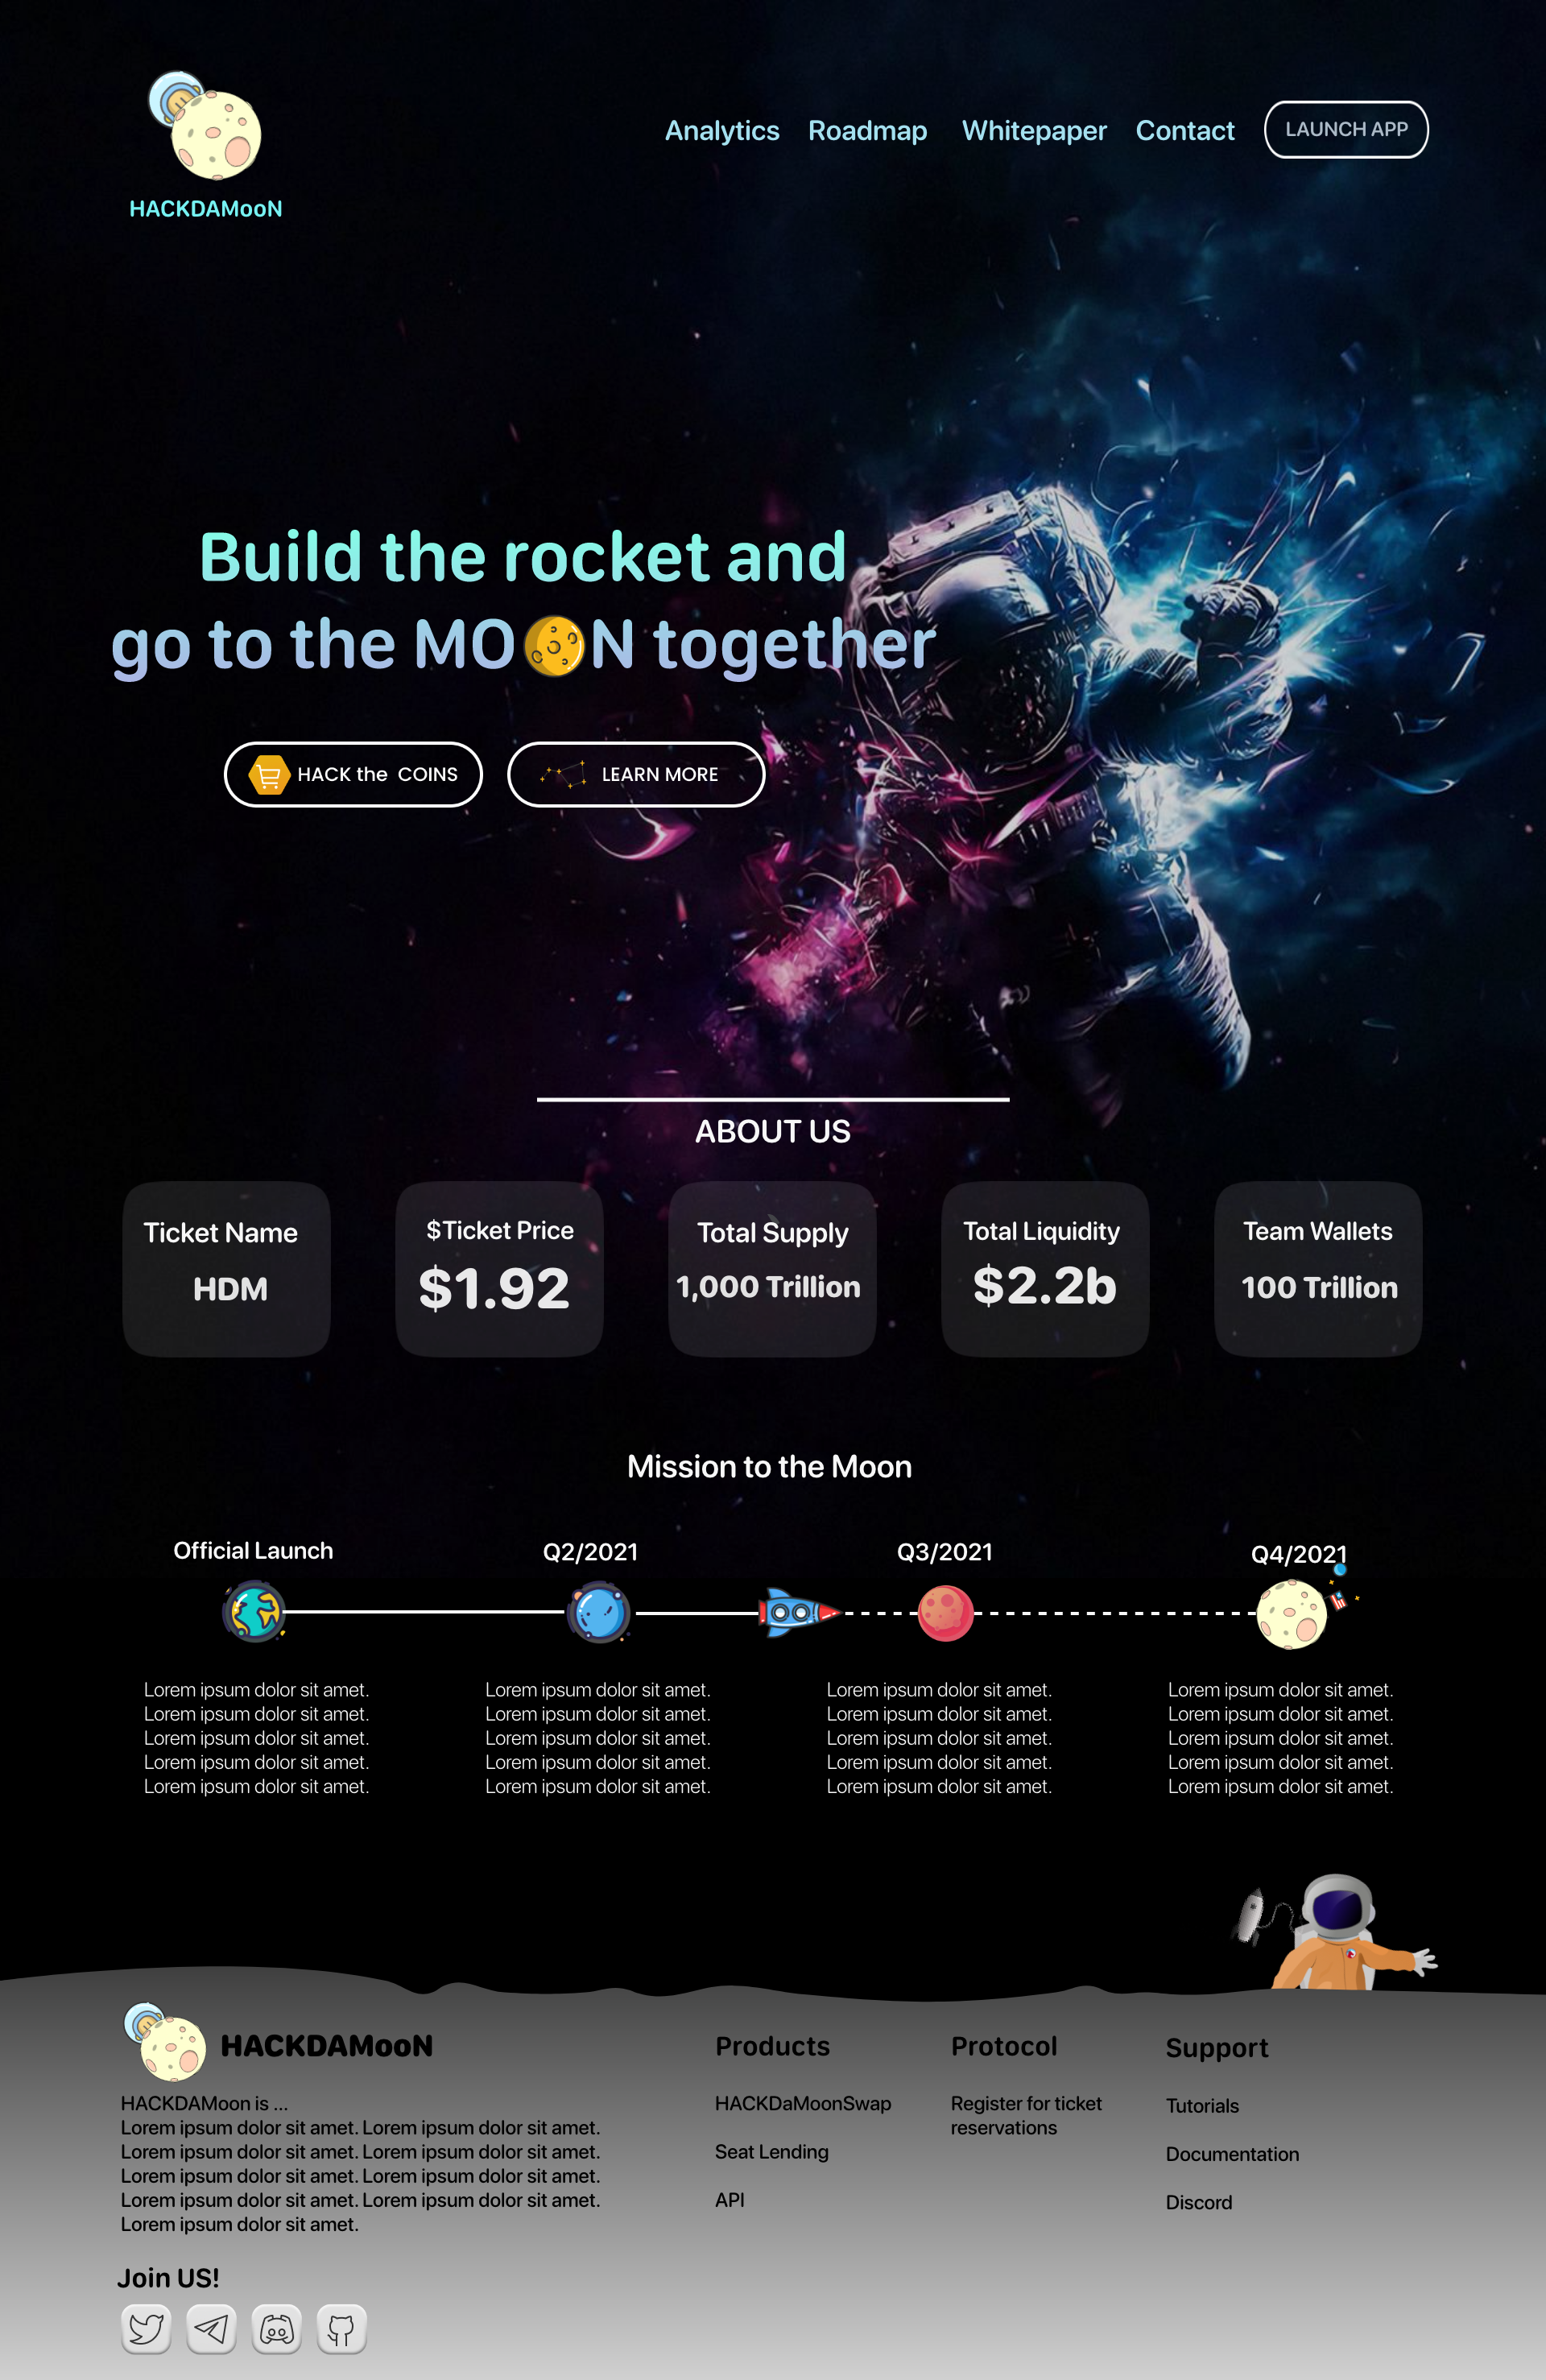 HACKDAMooN
Analytics Roadmap Whitepaper Contact LAUNCH APP
Build the rocket and
go to the MOON together
HACK the COINS
LEARN MORE
ABOUT US
Ticket Name
HDM
$Ticket Price
$1.92
Total Supply
1,000 Trillion
Total Liquidity
$2.2b
Team Wallets
100 Trillion
Mission to the Moon
Official Launch
Lorem ipsum dolor sit amet.
Lorem ipsum dolor sit amet.
Lorem ipsum dolor sit amet.
Lorem ipsum dolor sit amet.
Lorem ipsum dolor sit amet.
Q2/2021
Lorem ipsum dolor sit amet.
Lorem ipsum dolor sit amet.
Lorem ipsum dolor sit amet.
Lorem ipsum dolor sit amet.
Lorem ipsum dolor sit amet.
Q3/2021
Lorem ipsum dolor sit amet.
Lorem ipsum dolor sit amet.
Lorem ipsum dolor sit amet.
Lorem ipsum dolor sit amet.
Lorem ipsum dolor sit amet.
Q4/2021
Lorem ipsum dolor sit amet.
Lorem ipsum dolor sit amet.
Lorem ipsum dolor sit amet.
Lorem ipsum dolor sit amet.
Lorem ipsum dolor sit amet.
HACKDAMooN
HACKDAMoon is ...
Lorem ipsum dolor sit amet. Lorem ipsum dolor sit amet.
Lorem ipsum dolor sit amet. Lorem ipsum dolor sit amet.
Lorem ipsum dolor sit amet. Lorem ipsum dolor sit amet.
Lorem ipsum dolor sit amet. Lorem ipsum dolor sit amet.
Lorem ipsum dolor sit amet.
Join US!
Products
HACKDaMoonSwap
Seat Lending
API
Protocol
Register for ticket
reservations
Support
Tutorials
Documentation
Discord